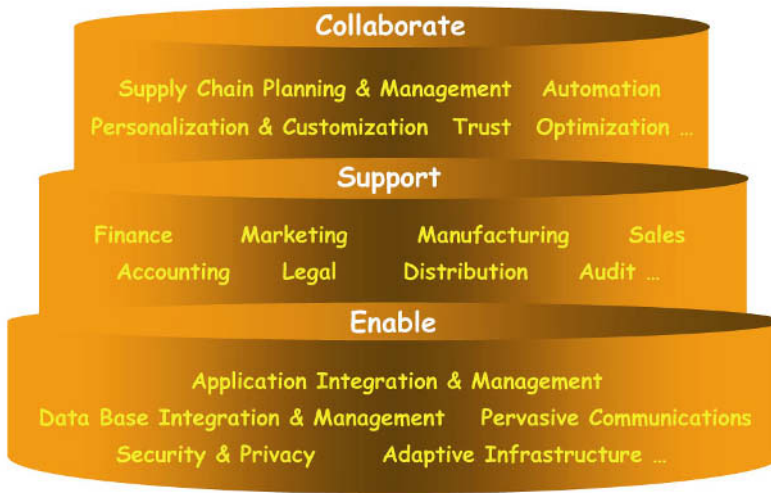 Collaborate
Supply Chain Planning & Management Automation
Personalization & Customization Trust Optimization ...
Support
Finance Marketing Manufacturing Sales
Accounting Legal Distribution Audit ...
Enable
Application Integration & Management
Data Base Integration & Management Pervasive Communications
Security & Privacy Adaptive Infrastructure ...